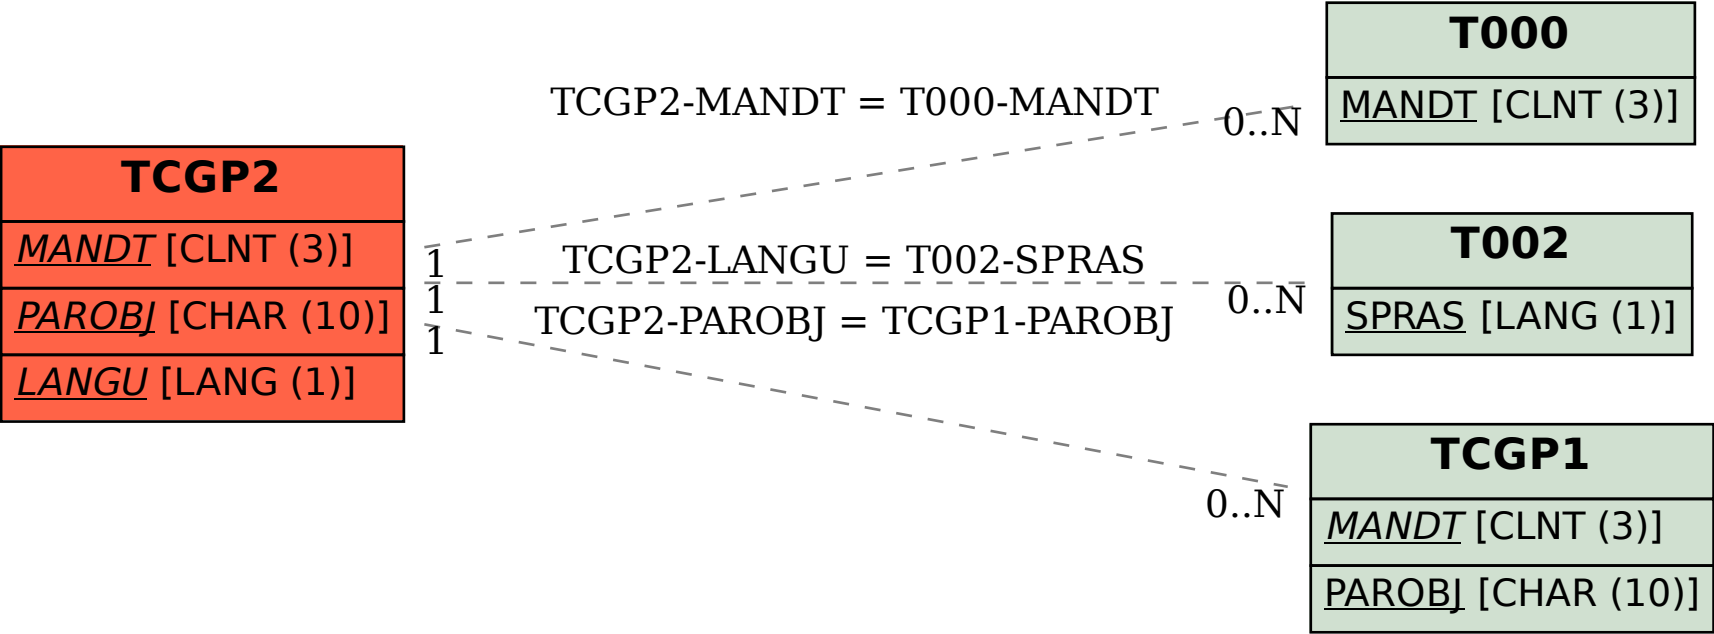 TCGP2
MANDT [CLNT (3)]
PAROBJ [CHAR (10)]
LANGU [LANG (1)]
TCGP2-MANDT = T000-MANDT
1
0..N
TCGP2-LANGU = T002-SPRAS
1
0..N
TCGP2-PAROBJ = TCGP1-PAROBJ
1
0..N
T000
MANDT [CLNT (3)]
T002
SPRAS [LANG (1)]
TCGP1
MANDT [CLNT (3)]
PAROBJ [CHAR (10)]